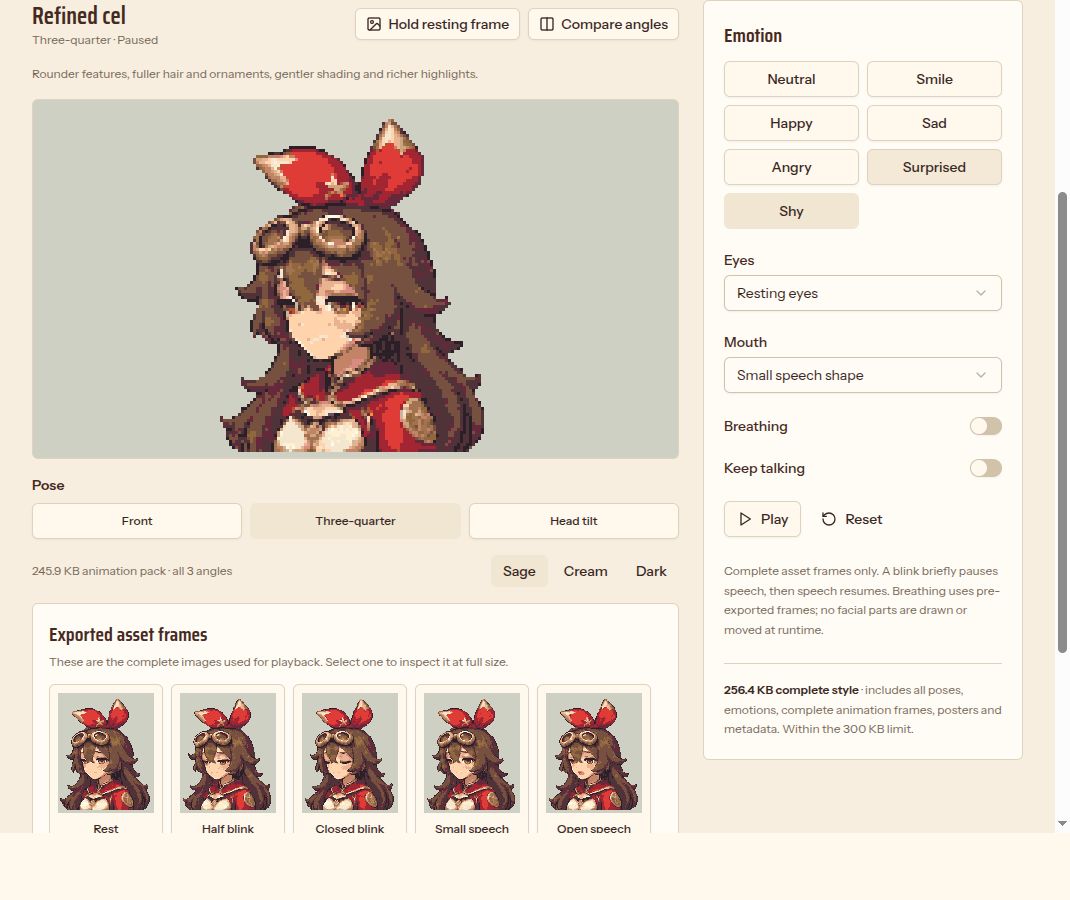 Refined cel
Three-quarter · Paused
Hold resting frame
Compare angles
Rounder features, fuller hair and ornaments, gentler shading and richer highlights.
Pose
Front
Three-quarter
Head tilt
245.9 KB animation pack · all 3 angles
Sage
Cream
Dark
Exported asset frames
These are the complete images used for playback. Select one to inspect it at full size.
Rest
Half blink
Closed blink
Small speech
Open speech
Emotion
Neutral
Smile
Happy
Sad
Angry
Surprised
Shy
Eyes
Resting eyes
Mouth
Small speech shape
Breathing
Keep talking
Play
Reset
Complete asset frames only. A blink briefly pauses
speech, then speech resumes. Breathing uses pre-
exported frames; no facial parts are drawn or
moved at runtime.
256.4 KB complete style · includes all poses,
emotions, complete animation frames, posters and
metadata. Within the 300 KB limit.